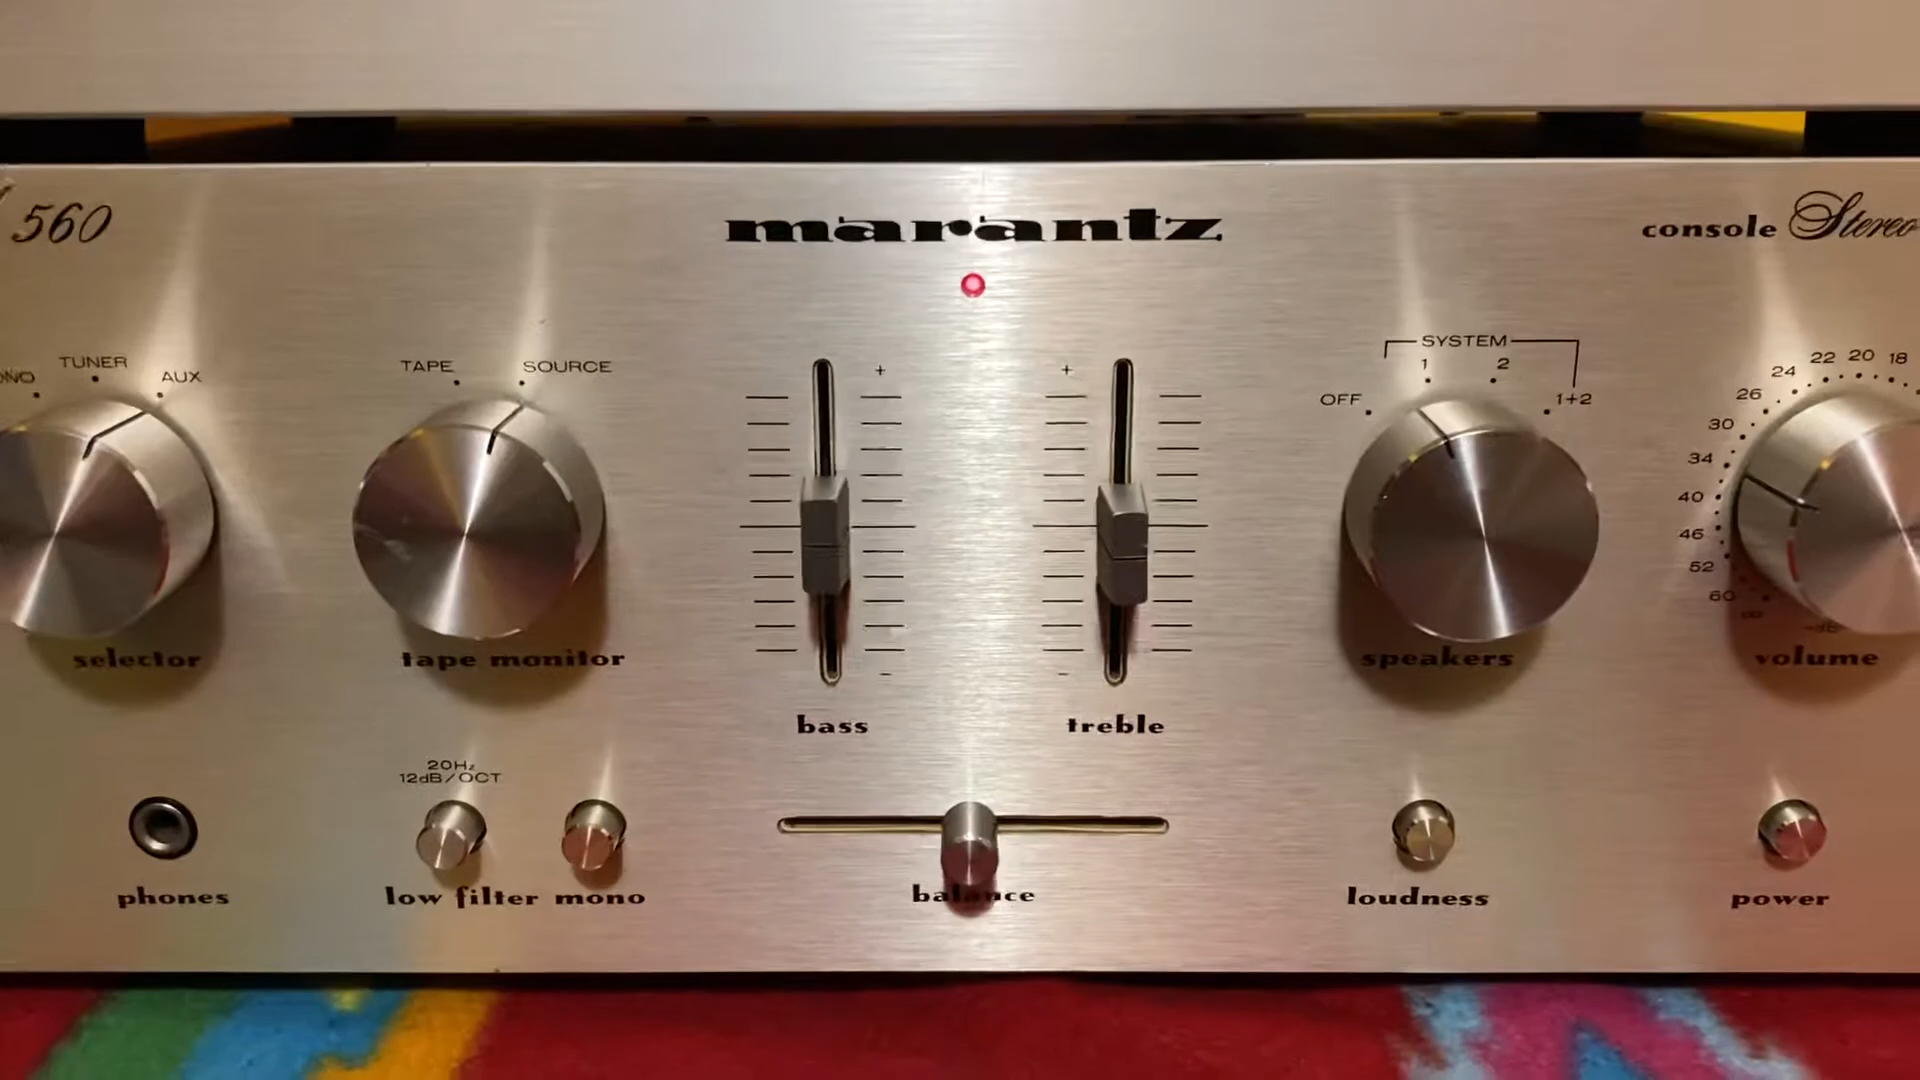 560
marantz
console Stereo
TUNER
AUX
TAPE
SOURCE
+
+
SYSTEM
1
2
OFF
1+2
18
20
22
24
26
30
34
40
46
52
60
∞
-dB-
-
-
selector
tape monitor
bass
treble
speakers
volume
20Hz
12dB/OCT
phones
low filter
mono
balance
loudness
power